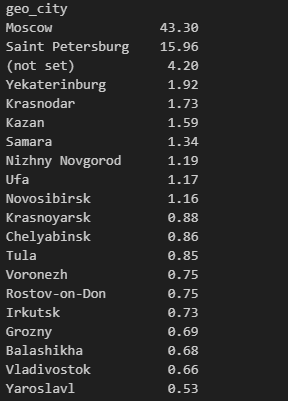 geo_city
Moscow 43.30
Saint Petersburg 15.96
(not set) 4.20
Yekaterinburg 1.92
Krasnodar 1.73
Kazan 1.59
Samara 1.34
Nizhny Novgorod 1.19
Ufa 1.17
Novosibirsk 1.16
Krasnoyarsk 0.88
Chelyabinsk 0.86
Tula 0.85
Voronezh 0.75
Rostov-on-Don 0.75
Irkutsk 0.73
Grozny 0.69
Balashikha 0.68
Vladivostok 0.66
Yaroslavl 0.53